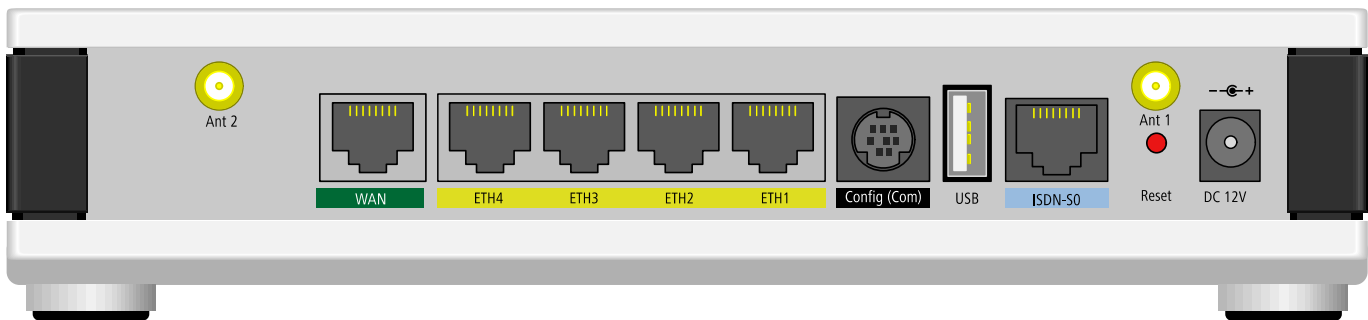 Ant 2
WAN
ETH4
ETH3
ETH2
ETH1
Config (Com)
USB
ISDN-S0
Ant 1
Reset
DC 12V